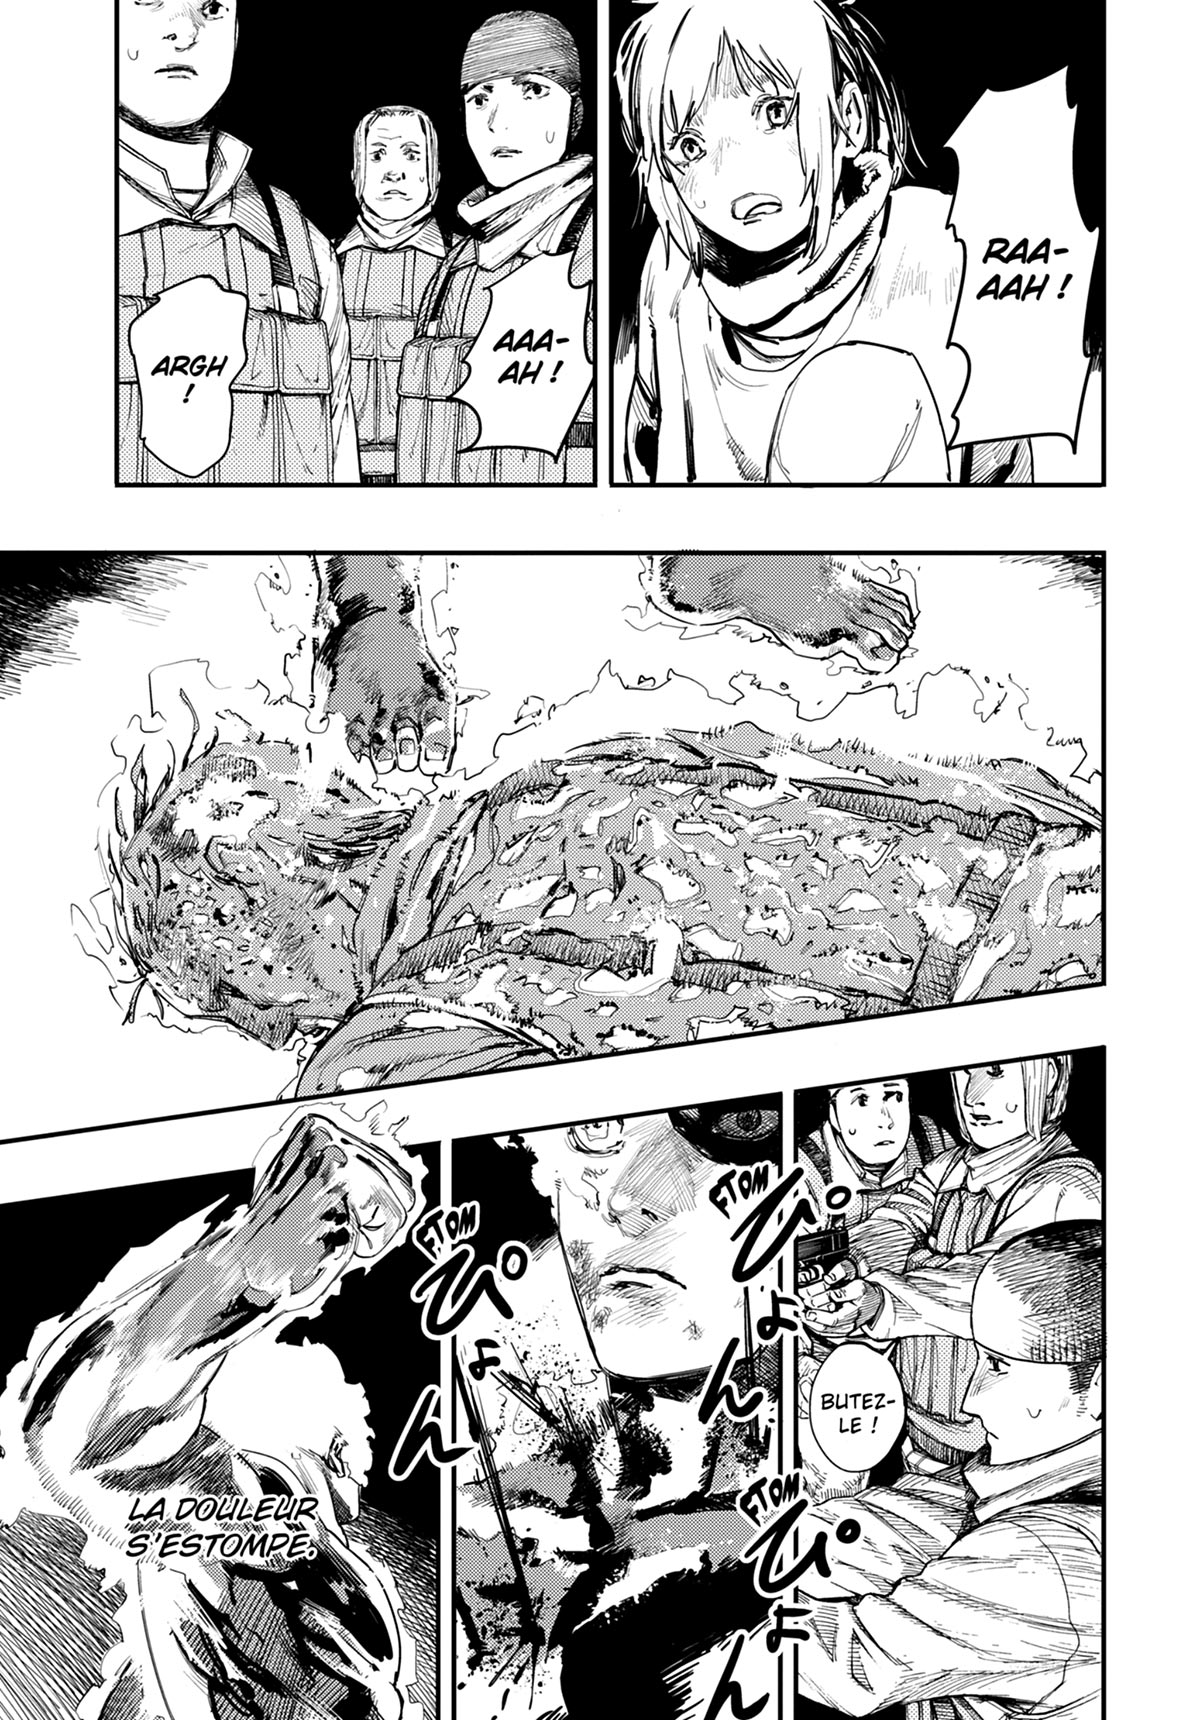 RAA-
AAH !
AAA-
AH !
ARGH
!
BUTEZ-
LE !
FTOM
ぴょん
FTOM
ぴょん
FTOM
ぴょん
LA DOULEUR
S'ESTOMPE.